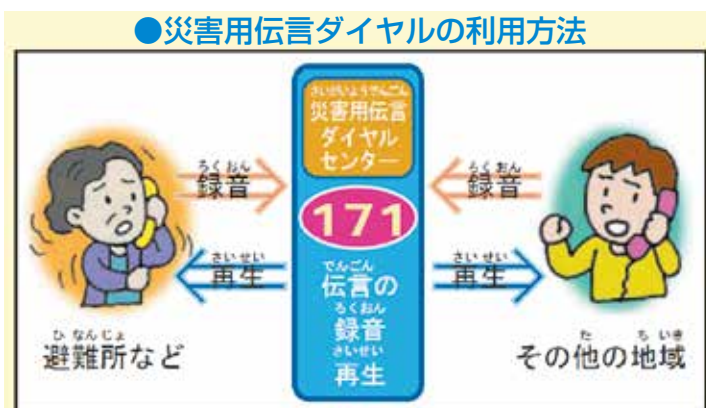 ●災害用伝言ダイヤルの利用方法
さいがいようでんごん
災害用伝言
ダイヤル
センター
ろくおん
録音
ろくおん
録音
171
さいせい
再生
さいせい
再生
でんごん
伝言の
ろくおん
録音
さいせい
再生
ひなんじょ
避難所など
た ちいき
その他の地域